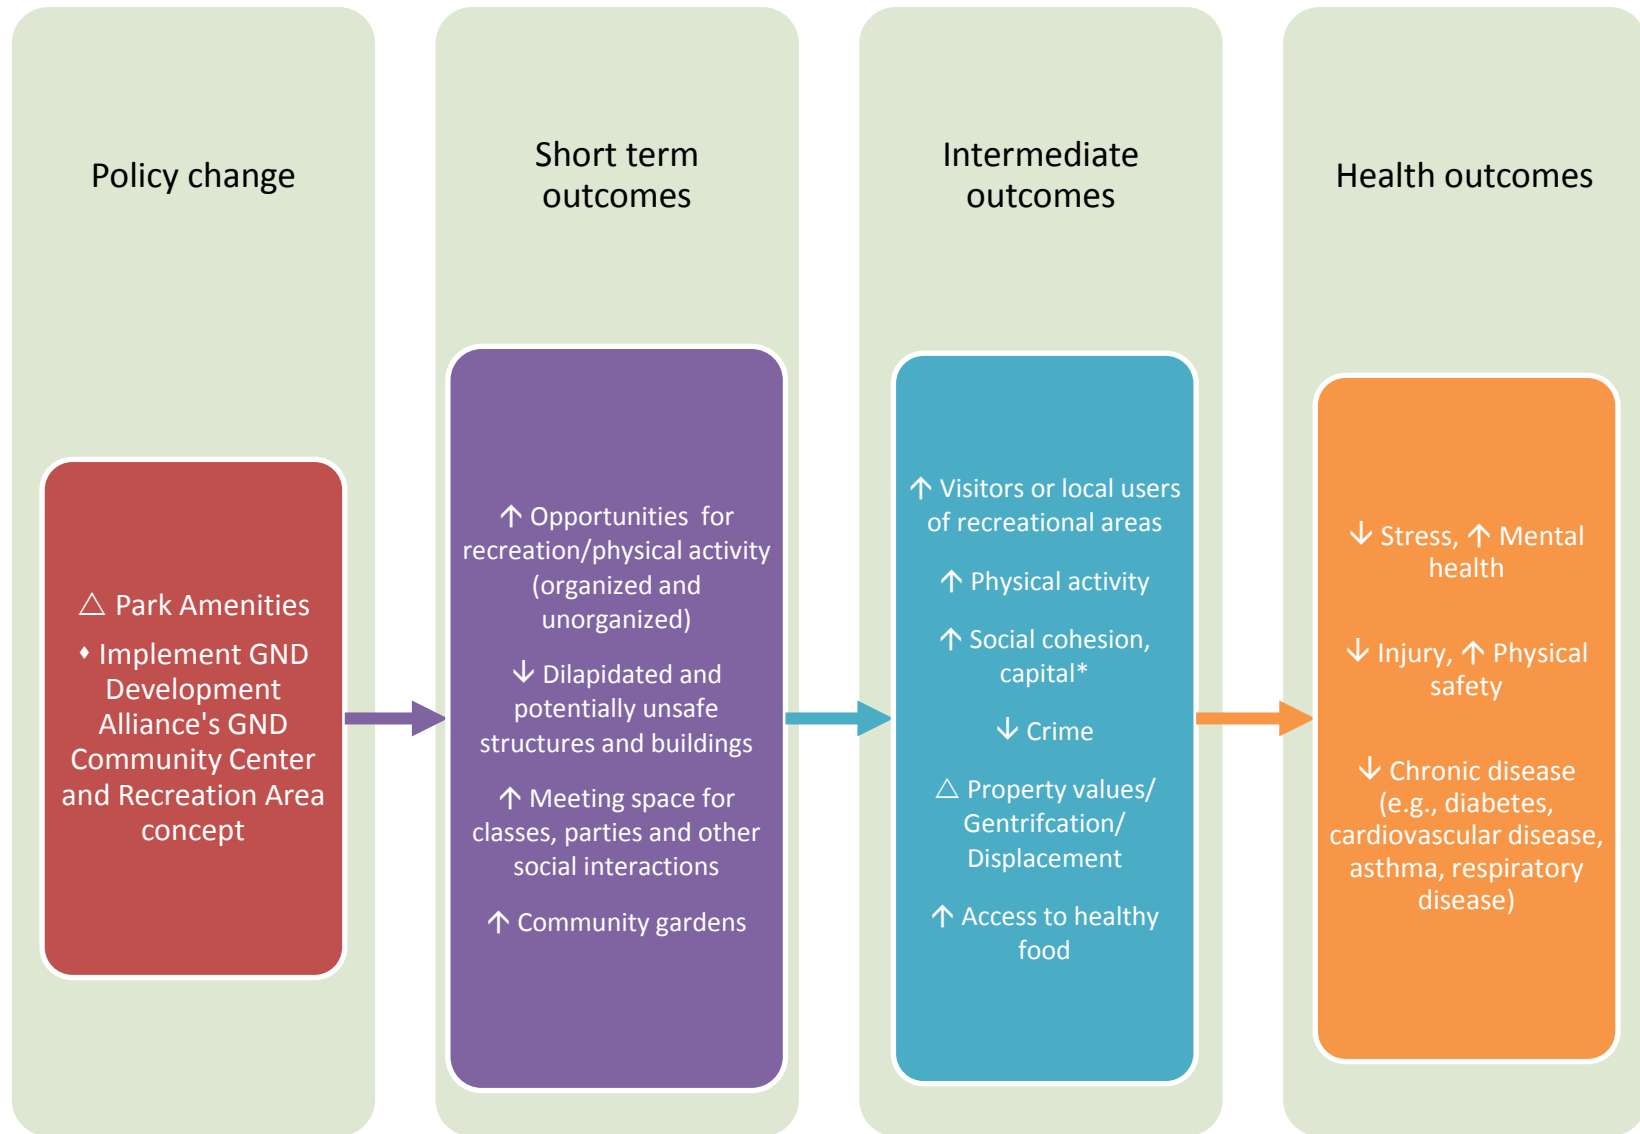 Policy change
△ Park Amenities
♦ Implement GND
Development
Alliance's GND
Community Center
and Recreation Area
concept
Short term
outcomes
↑ Opportunities for
recreation/physical activity
(organized and
unorganized)
↓ Dilapidated and
potentially unsafe
structures and buildings
↑ Meeting space for
classes, parties and other
social interactions
↑ Community gardens
Intermediate
outcomes
↑ Visitors or local users
of recreational areas
↑ Physical activity
↑ Social cohesion,
capital*
↓ Crime
△ Property values/
Gentrifcation/
Displacement
↑ Access to healthy
food
Health outcomes
↓ Stress, ↑ Mental
health
↓ Injury, ↑ Physical
safety
↓ Chronic disease
(e.g., diabetes,
cardiovascular disease,
asthma, respiratory
disease)